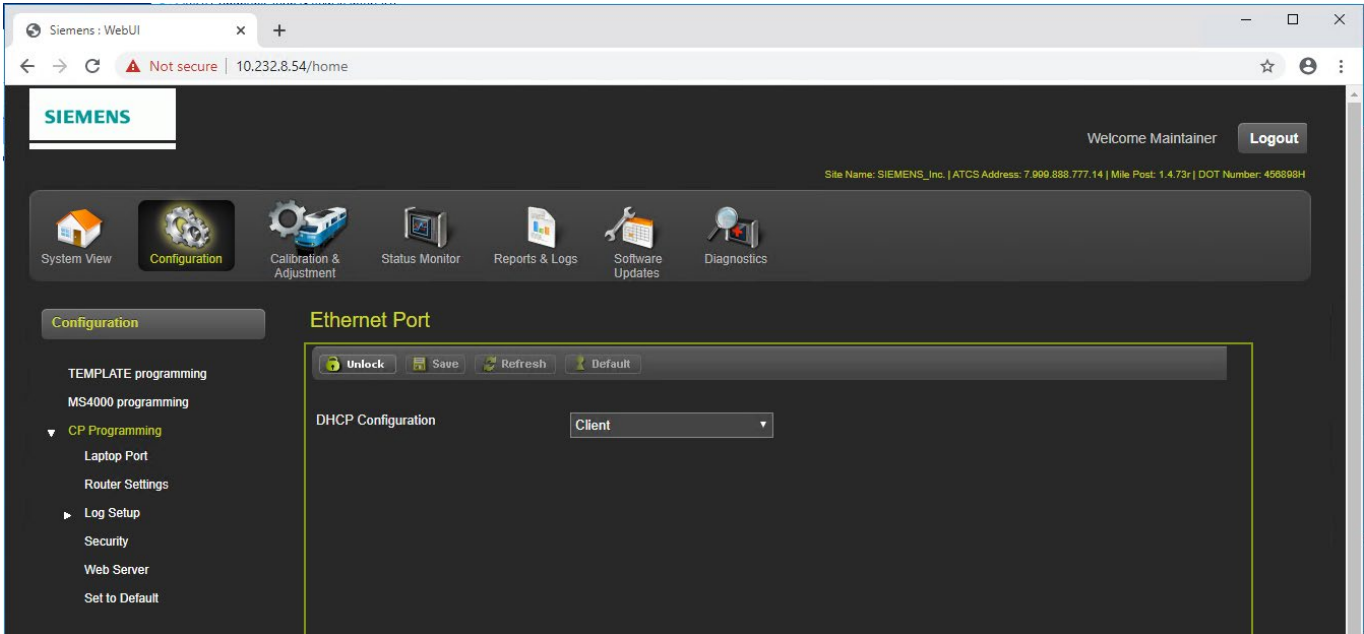 Siemens : WebUI
Not secure | 10.232.8.54/home
SIEMENS
Welcome Maintainer
Logout
Site Name: SIEMENS_Inc. | ATCS Address: 7.999.888.777.14 | Mile Post: 1.4.73r | DOT Number: 456898H
System View
Configuration
Calibration &
Adjustment
Status Monitor
Reports & Logs
Software
Updates
Diagnostics
Configuration
TEMPLATE programming
MS4000 programming
CP Programming
Laptop Port
Router Settings
Log Setup
Security
Web Server
Set to Default
Ethernet Port
Unlock
Save
Refresh
Default
DHCP Configuration
Client